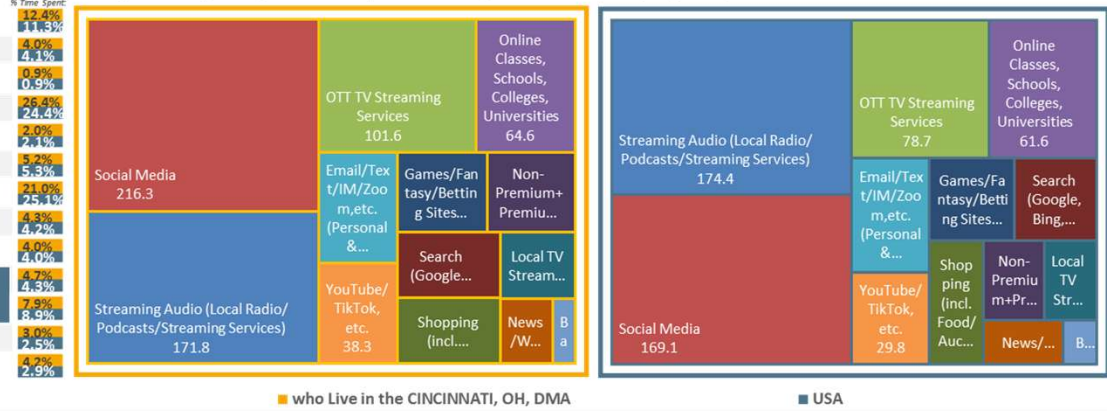 % Time Spent:
12.4%
11.3%
4.0%
4.1%
0.9%
0.9%
26.4%
24.4%
2.0%
2.1%
5.2%
5.3%
21.0%
25.1%
4.3%
4.2%
4.0%
4.0%
4.7%
4.3%
7.9%
8.9%
3.0%
2.5%
4.2%
2.9%
Social Media
216.3
Streaming Audio (Local Radio/
Podcasts/Streaming Services)
171.8
OTT TV Streaming
Services
101.6
Online
Classes,
Schools,
Colleges,
Universities
64.6
Email/Tex
t/IM/Zoo
m,etc.
(Personal
&...
Games/Fan
tasy/Bettin
g Sites...
Non-
Premium+
Premiu...
YouTube/
TikTok,
etc.
38.3
Search
(Google...
Local TV
Stream...
Shopping
(incl....
News
/W...
B
a
Streaming Audio (Local Radio/
Podcasts/Streaming Services)
174.4
Social Media
169.1
OTT TV Streaming
Services
78.7
Online
Classes,
Schools,
Colleges,
Universities
61.6
Email/Tex
t/IM/Zoo
m,etc.
(Personal
&...
Games/Fa
ntasy/Betti
ng Sites...
Search
(Google,
Bing,...
YouTube/
TikTok,
etc.
29.8
Shop
ping
(incl.
Food/
Auc...
Non-
Premiu
m+Pr...
Local
TV
Str...
News/...
B...
who Live in the CINCINNATI, OH, DMA
USA